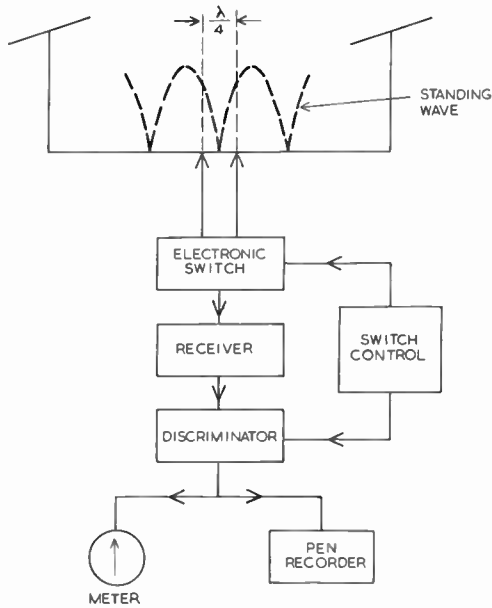 λ
4
STANDING
WAVE
ELECTRONIC
SWITCH
RECEIVER
SWITCH
CONTROL
DISCRIMINATOR
METER
PEN
RECORDER